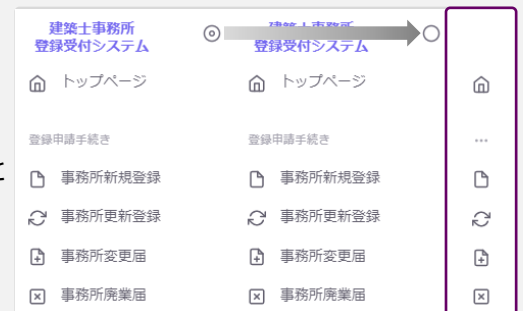 建築士事務所
登録受付システム
トップページ
登録申請手続き
事務所新規登録
事務所更新登録
事務所変更届
事務所廃業届
建築士事務所
登録受付システム
トップページ
登録申請手続き
事務所新規登録
事務所更新登録
事務所変更届
事務所廃業届
...